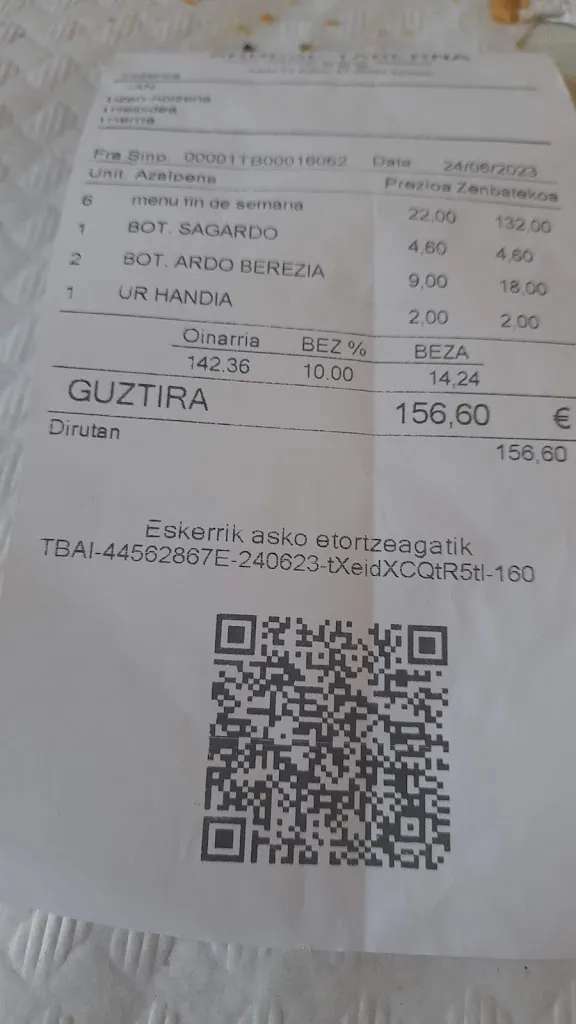 TABERNA
Fra Sinp. 00001TB00016062 Data 24/06/2023
Unit. Azalpena Prezioa Zenbatekoa
6 menu fin de semana 22,00 132,00
1 BOT. SAGARDO 4,60 4,60
2 BOT. ARDO BEREZIA 9,00 18,00
1 UR HANDIA 2,00 2,00
Oinarria BEZ % BEZA
142.36 10.00 14,24
GUZTIRA 156,60 €
Dirutan 156,60
Eskerrik asko etortzeagatik
TBAI-44562867E-240623-tXeidXCQtR5tl-160